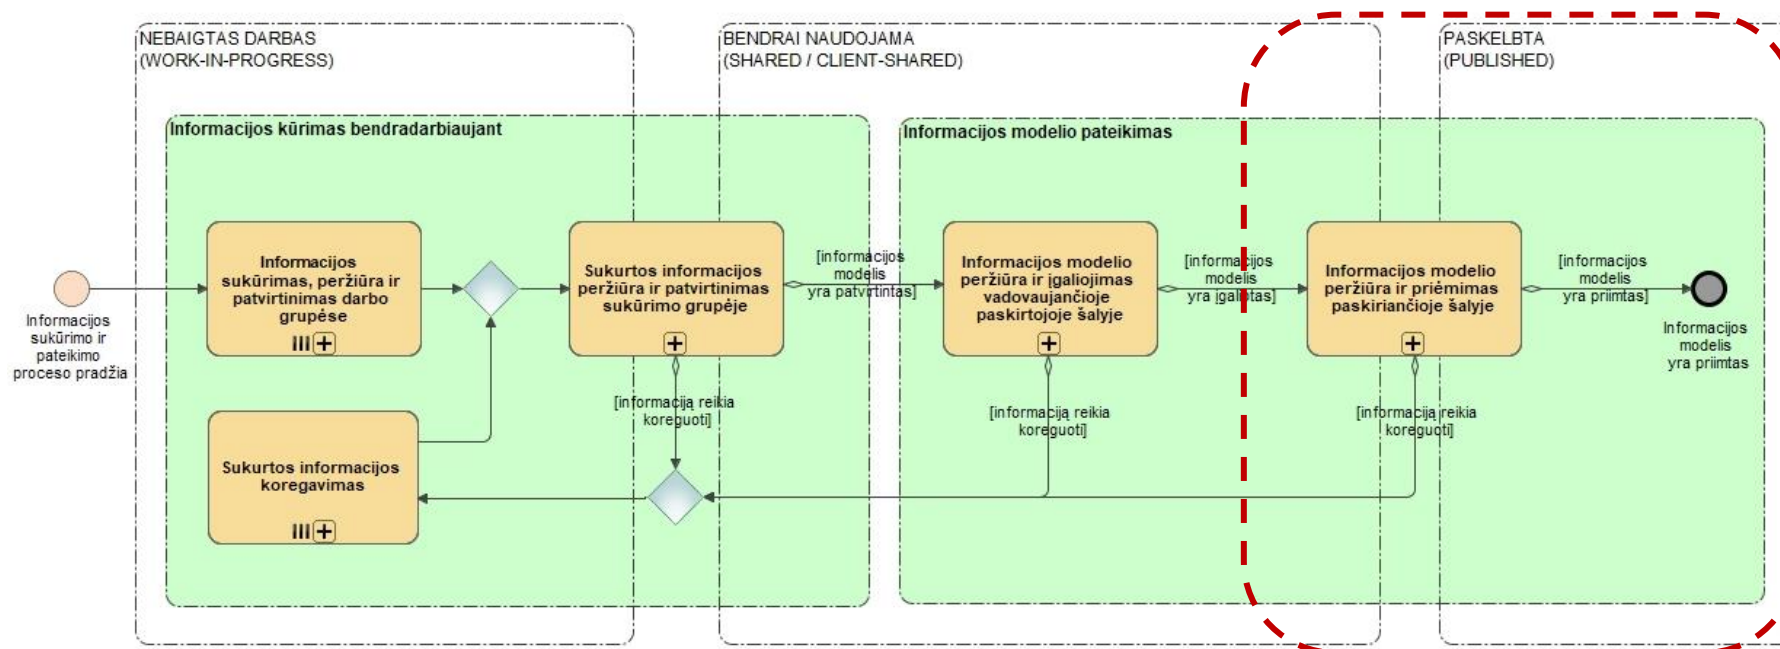 NEBAIGTAS DARBAS
(WORK-IN-PROGRESS)
BENDRAI NAUDOJAMA
(SHARED / CLIENT-SHARED)
PASKELBTA
(PUBLISHED)
Informacijos kūrimas bendradarbiaujant
Informacijos modelio pateikimas
Informacijos
sukūrimo ir
pateikimo
proceso pradžia
Informacijos
sukūrimas, peržiūra ir
patvirtinimas darbo
grupėse
Sukurtos informacijos
peržiūra ir patvirtinimas
sukūrimo grupėje
[informacijos
modelis
yra patvirtintas]
Informacijos modelio
peržiūra ir įgaliojimas
vadovaujančioje
paskirtojoje šalyje
[informacijos
modelis
yra įgaliotas]
Informacijos modelio
peržiūra ir priėmimas
paskiriančioje šalyje
[informacijos
modelis
yra priimtas]
Informacijos
modelis
yra priimtas
[informaciją reikia
koreguoti]
[informaciją reikia
koreguoti]
[informaciją reikia
koreguoti]
Sukurtos informacijos
koregavimas